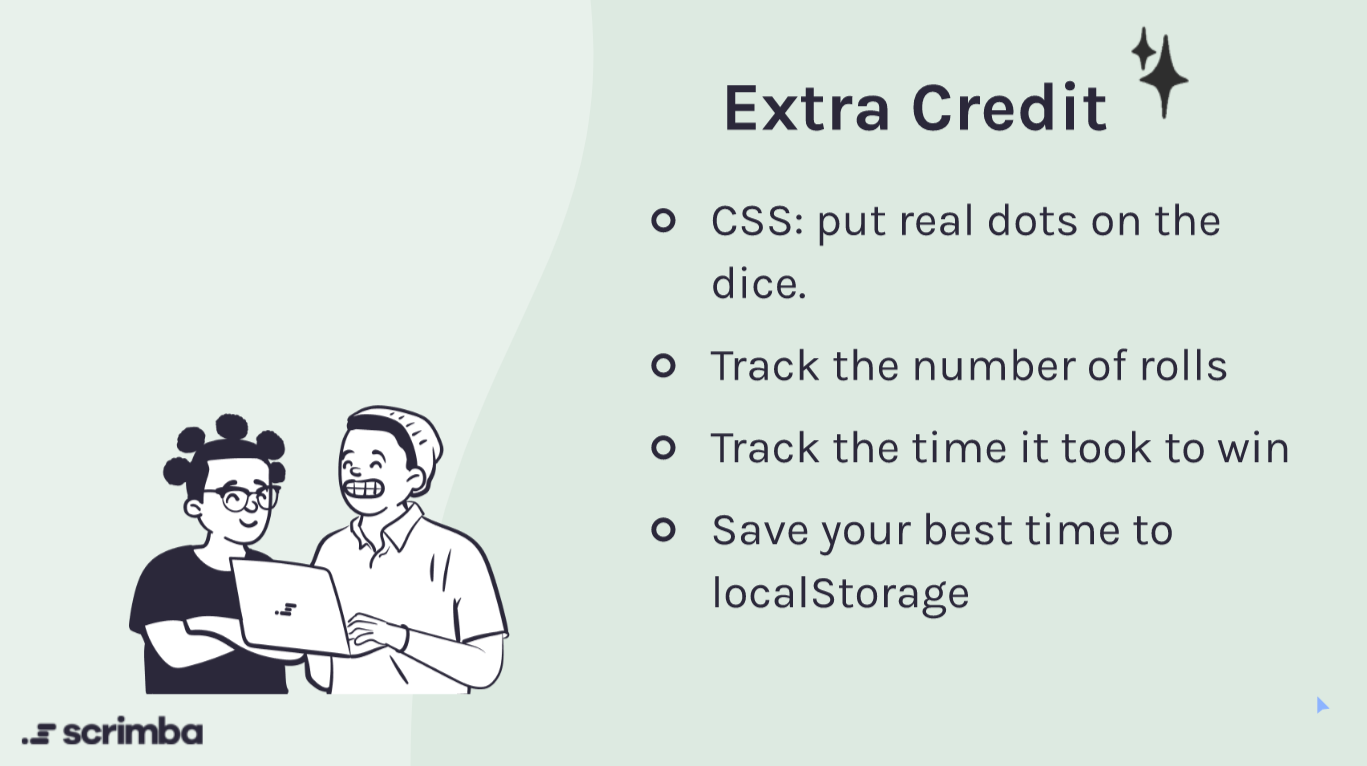 Extra Credit
CSS: put real dots on the
dice.
Track the number of rolls
Track the time it took to win
Save your best time to
localStorage
scrimba